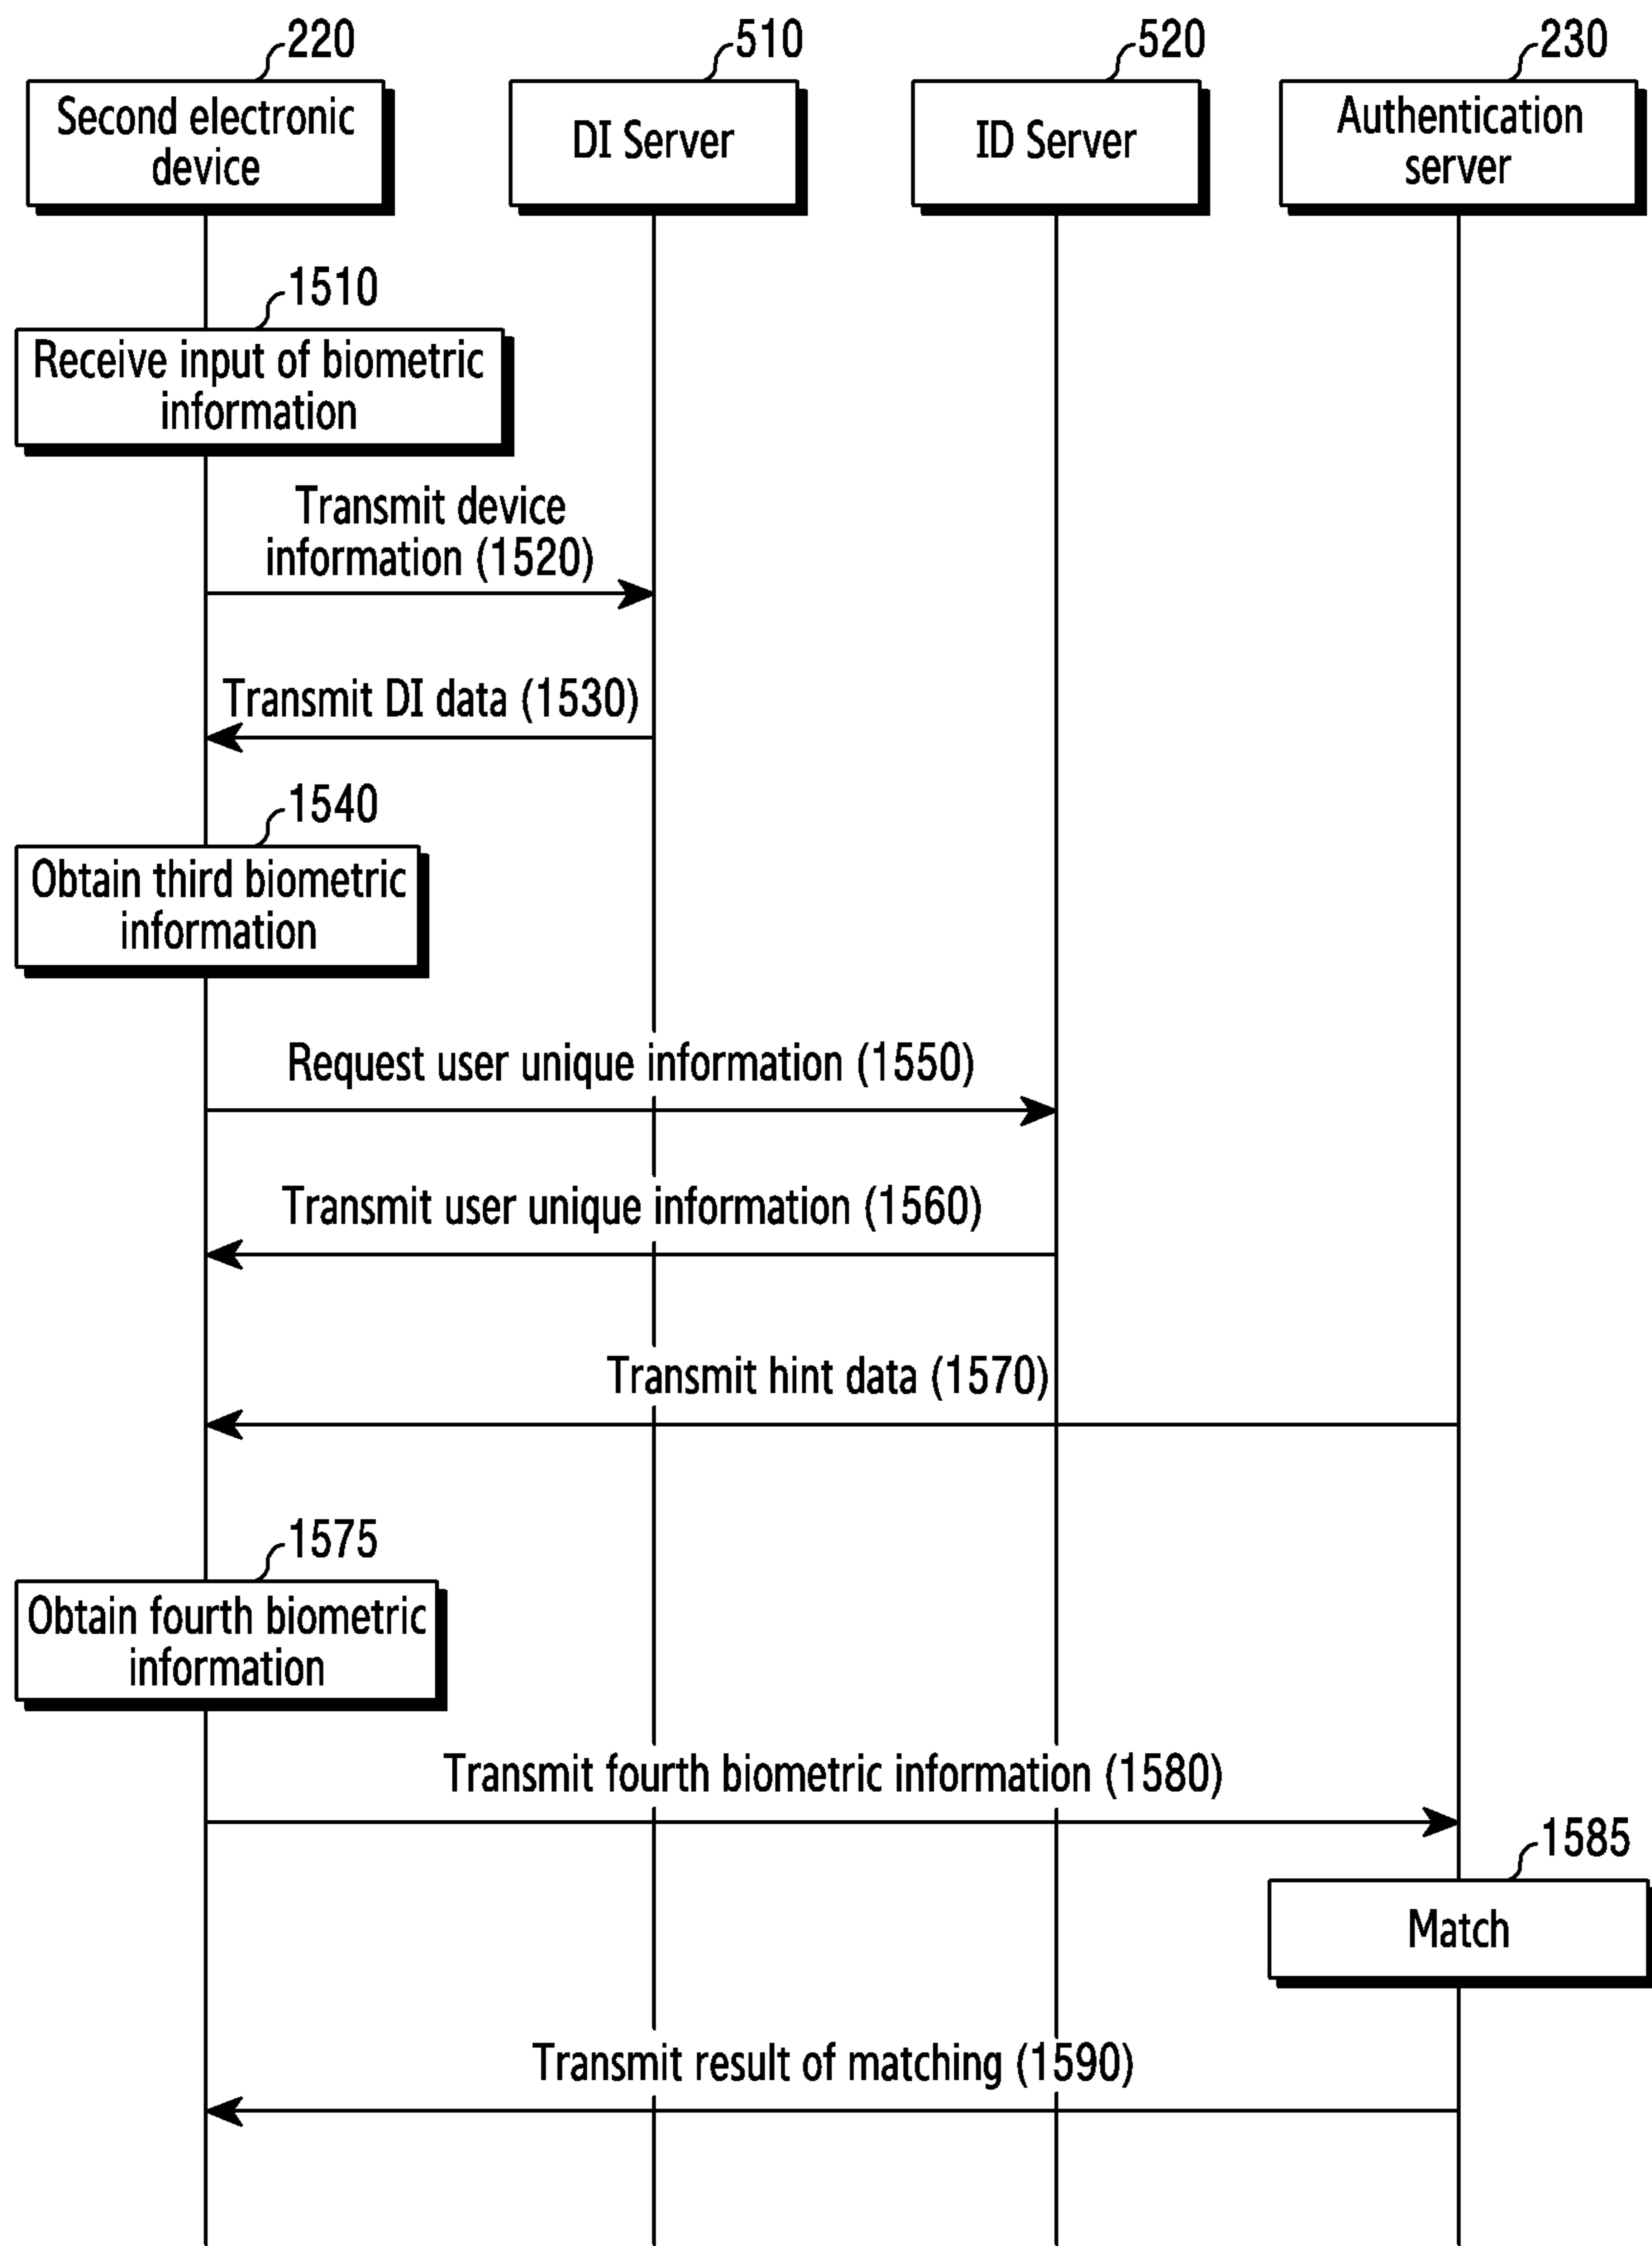 220
510
520
230
Second electronic
device
DI Server
ID Server
Authentication
server
1510
Receive input of biometric
information
Transmit device
information (1520)
Transmit DI data (1530)
1540
Obtain third biometric
information
Request user unique information (1550)
Transmit user unique information (1560)
Transmit hint data (1570)
1575
Obtain fourth biometric
information
Transmit fourth biometric information (1580)
1585
Match
Transmit result of matching (1590)